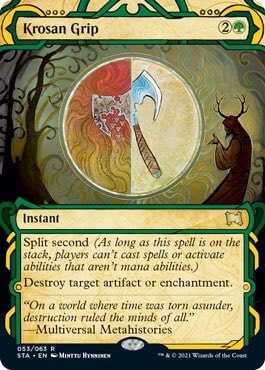 Krosan Grip 2
Instant
Split second (As long as this spell is on the
stack, players can't cast spells or activate
abilities that aren't mana abilities.)
Destroy target artifact or enchantment.
“On a world where time was torn asunder,
destruction ruled the minds of all.”
—Multiversal Metahistories
053/063 R
STA • EN MINTTU HYNNINEN
™ & © 2021 Wizards of the Coast